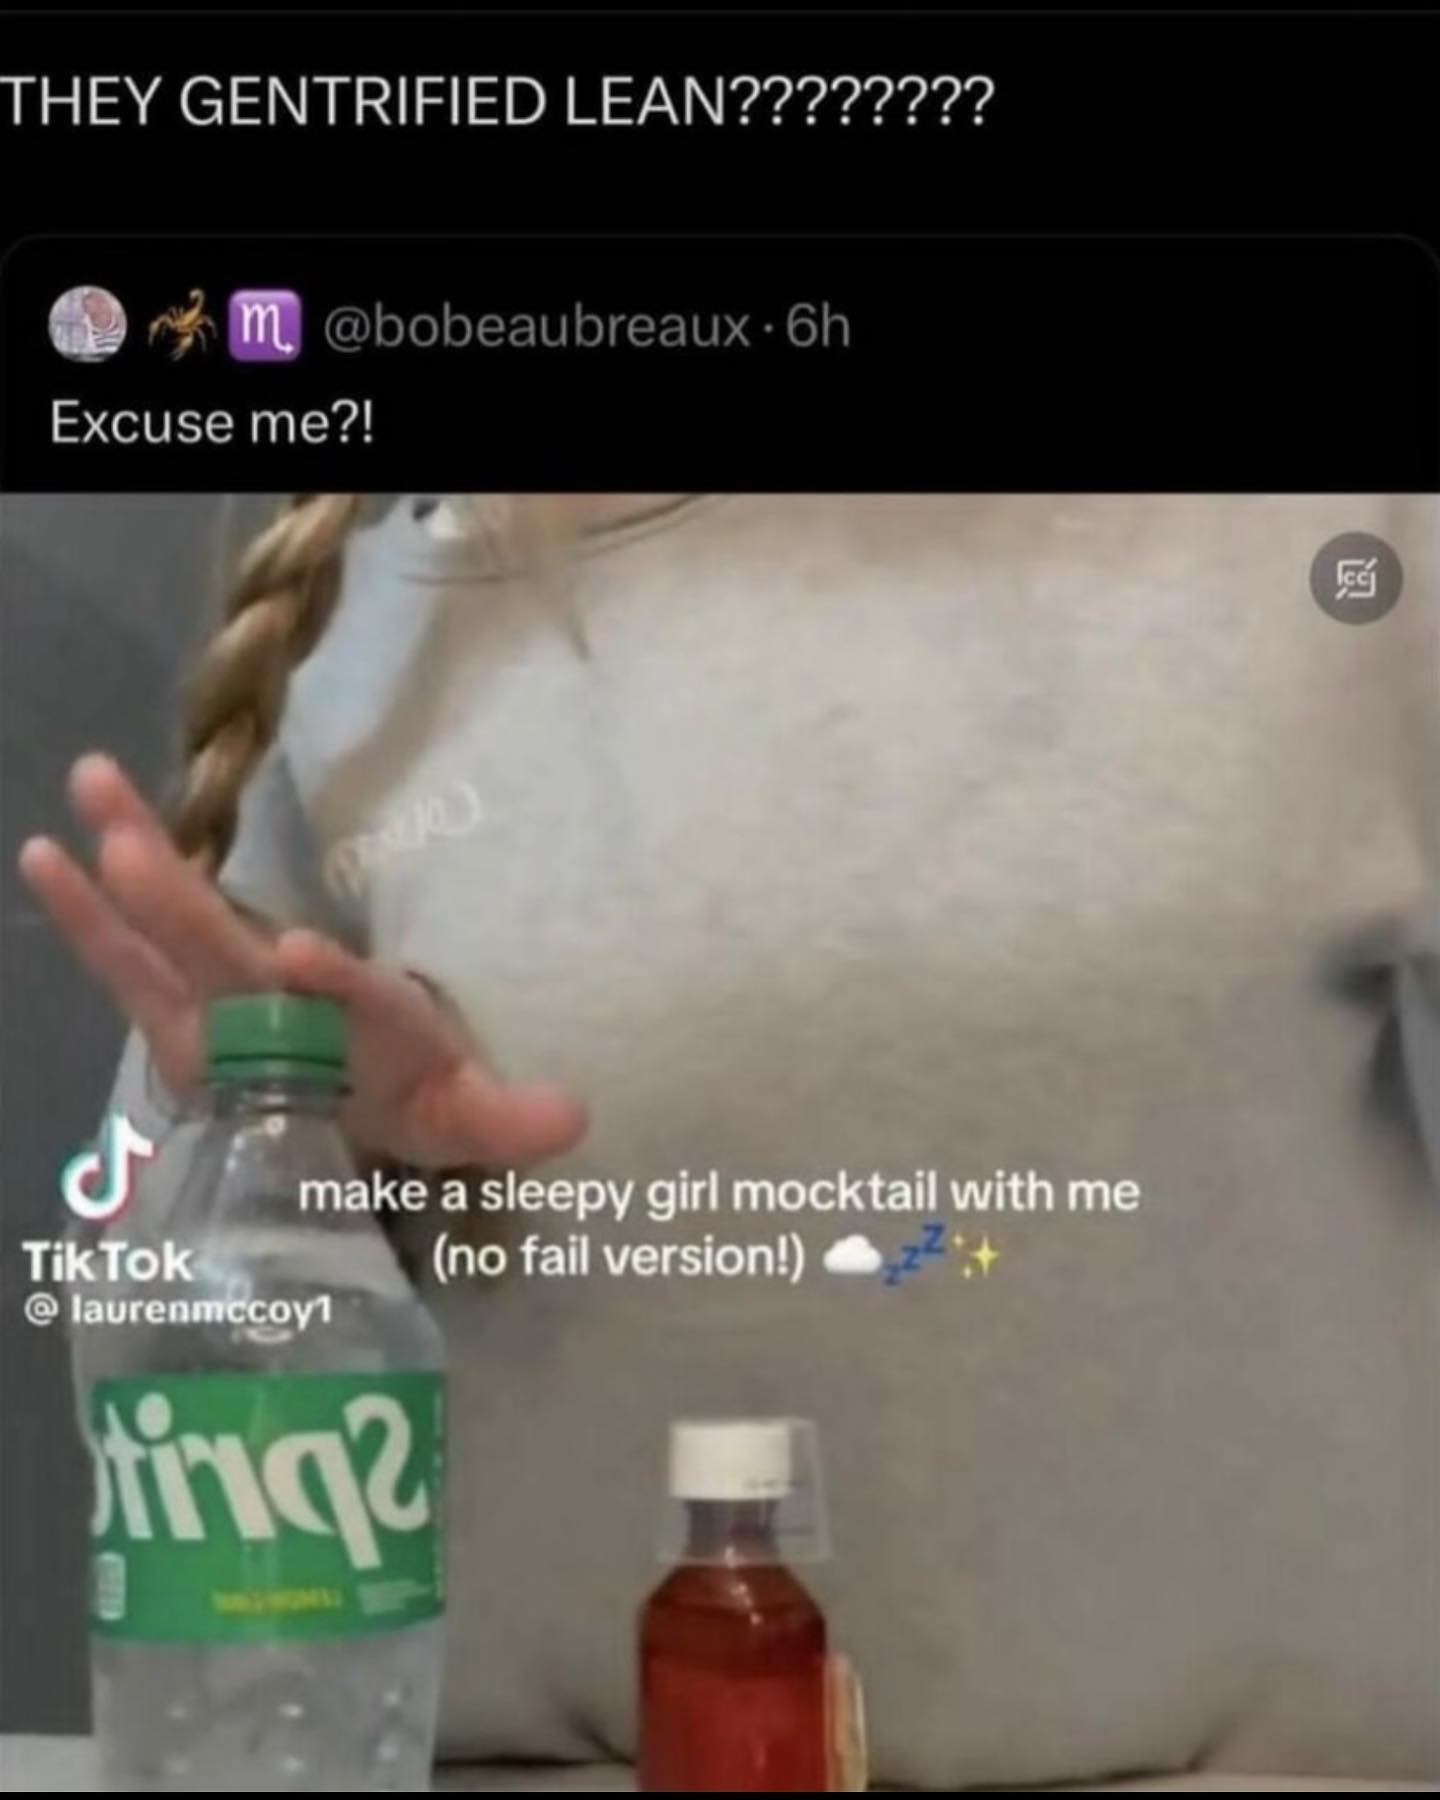 THEY GENTRIFIED LEAN????????
🦂 ♏ @bobeaubreaux · 6h
Excuse me?!
CC
make a sleepy girl mocktail with me
(no fail version!) ☁️💤✨
TikTok
@ laurenmccoy1
Sprite